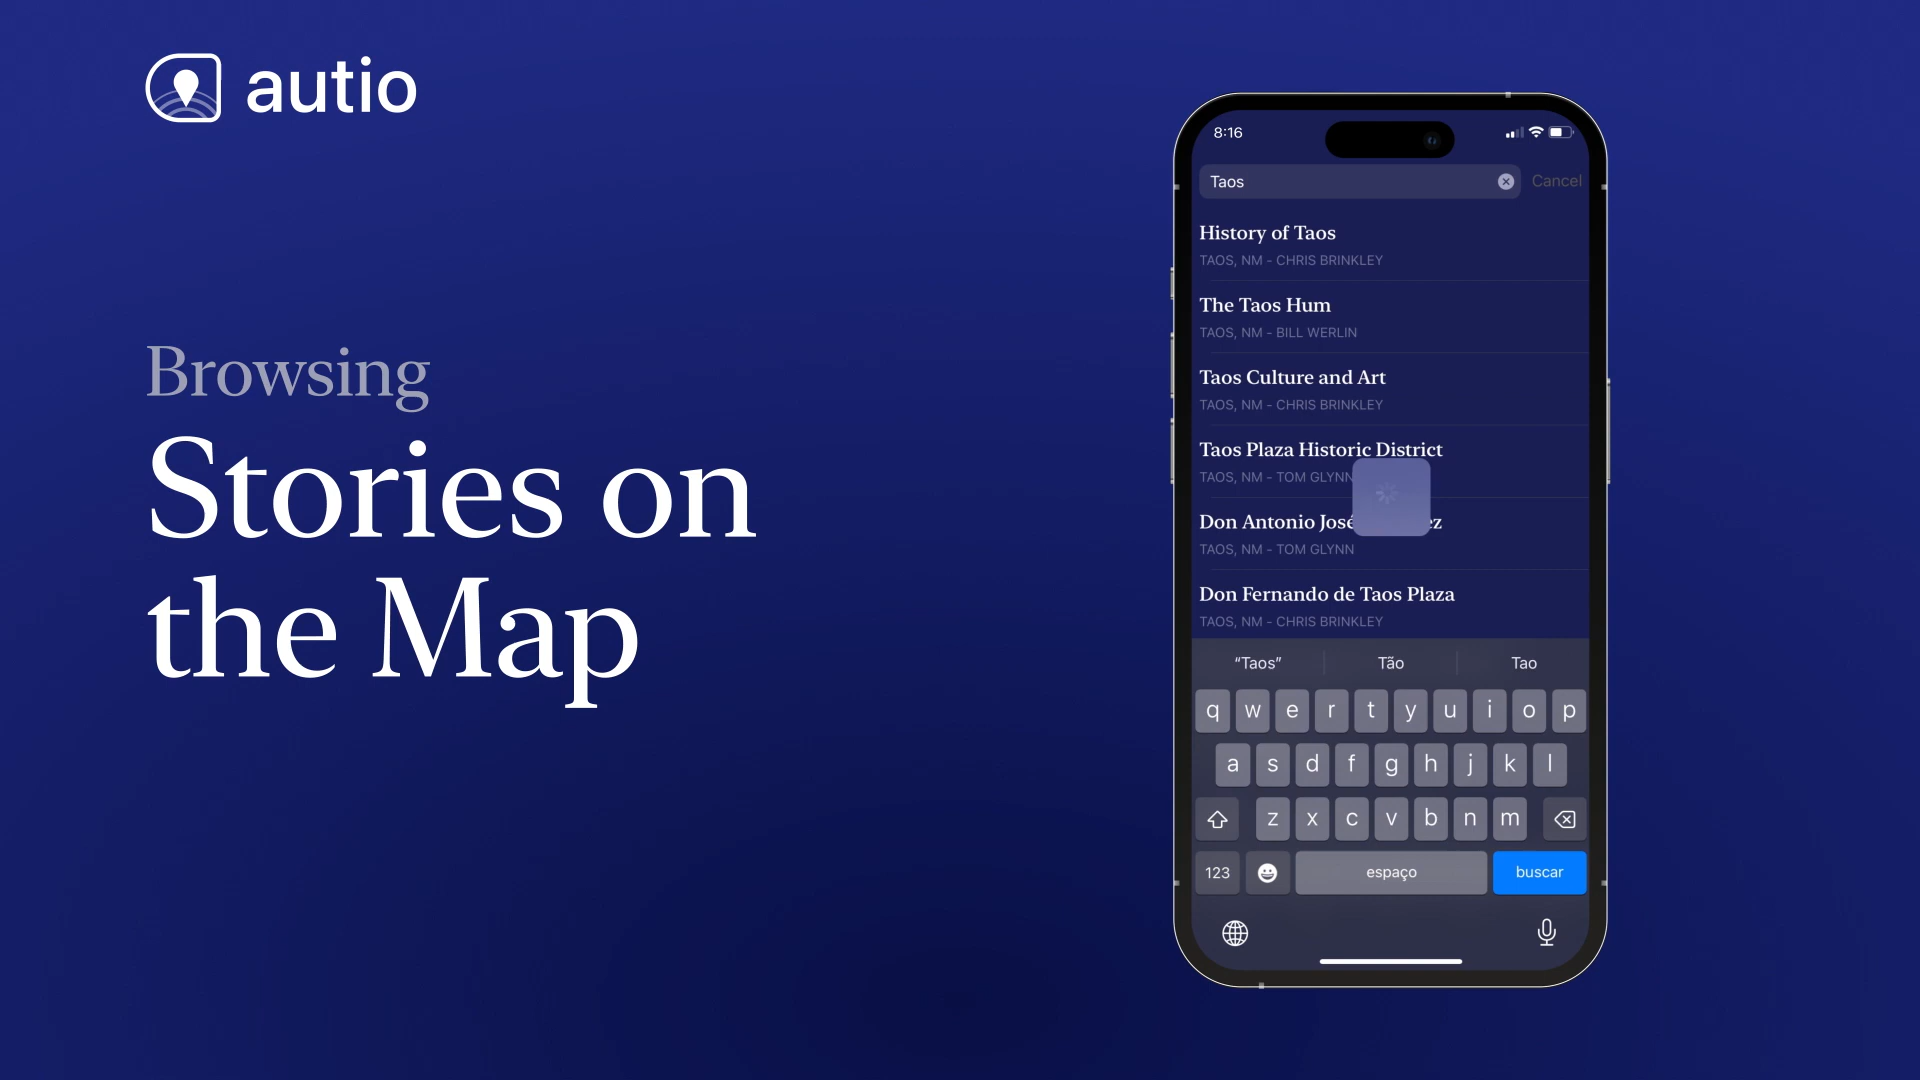 autio
Browsing
Stories on
the Map
8:16
Taos
Cancel
History of Taos
TAOS, NM - CHRIS BRINKLEY
The Taos Hum
TAOS, NM - BILL WERLIN
Taos Culture and Art
TAOS, NM - CHRIS BRINKLEY
Taos Plaza Historic District
TAOS, NM - TOM GLYNN
Don Antonio José
TAOS, NM - TOM GLYNN
Don Fernando de Taos Plaza
TAOS, NM - CHRIS BRINKLEY
“Taos” Tão Tao
q w e r t y u i o p
a s d f g h j k l
z x c v b n m
123 espaço buscar